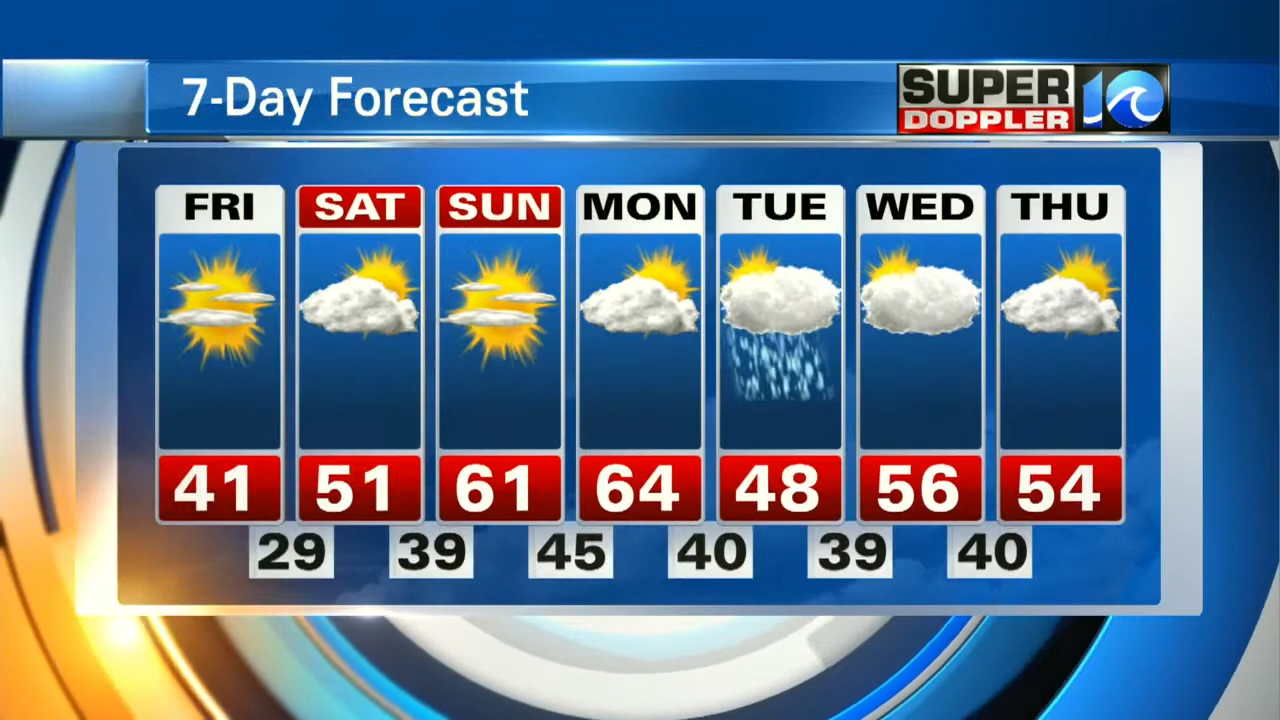 7-Day Forecast
SUPER
DOPPLER 10
FRI SAT SUN MON TUE WED THU
41 51 61 64 48 56 54
29 39 45 40 39 40